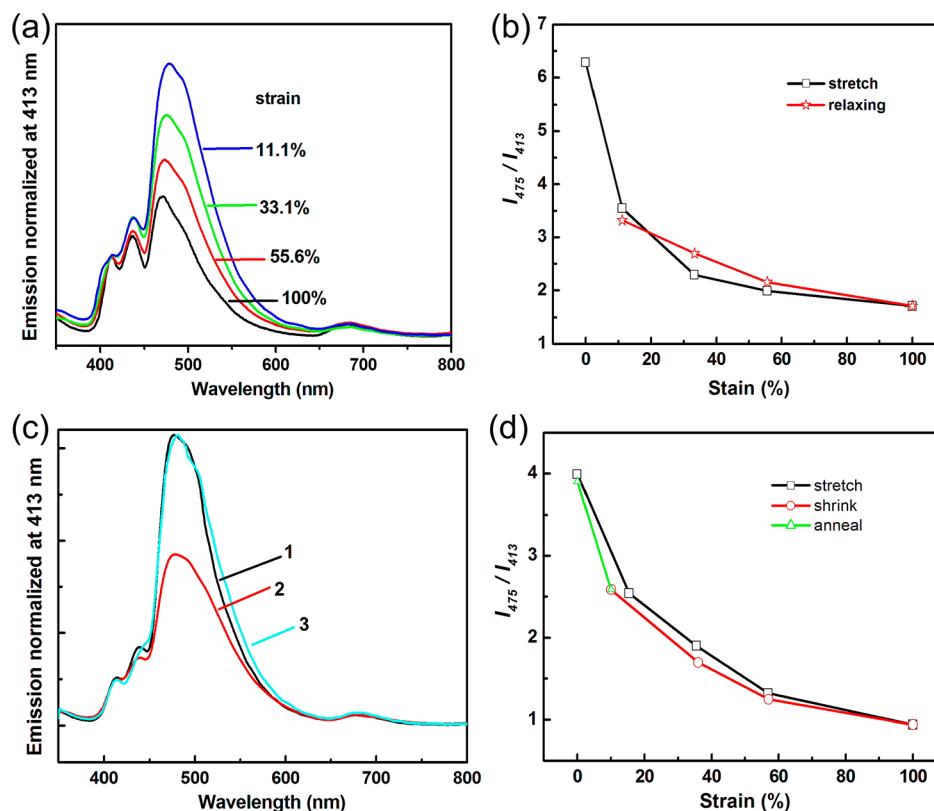 (a)
Emission normalized at 413 nm
strain
11.1%
33.1%
55.6%
100%
400 500 600 700 800
Wavelength (nm)
(b)
I475 / I413
7
6
5
4
3
2
1
stretch
relaxing
0 20 40 60 80 100
Stain (%)
(c)
Emission normalized at 413 nm
1
2
3
400 500 600 700 800
Wavelength (nm)
(d)
I475 / I413
4
3
2
1
stretch
shrink
anneal
0 20 40 60 80 100
Strain (%)